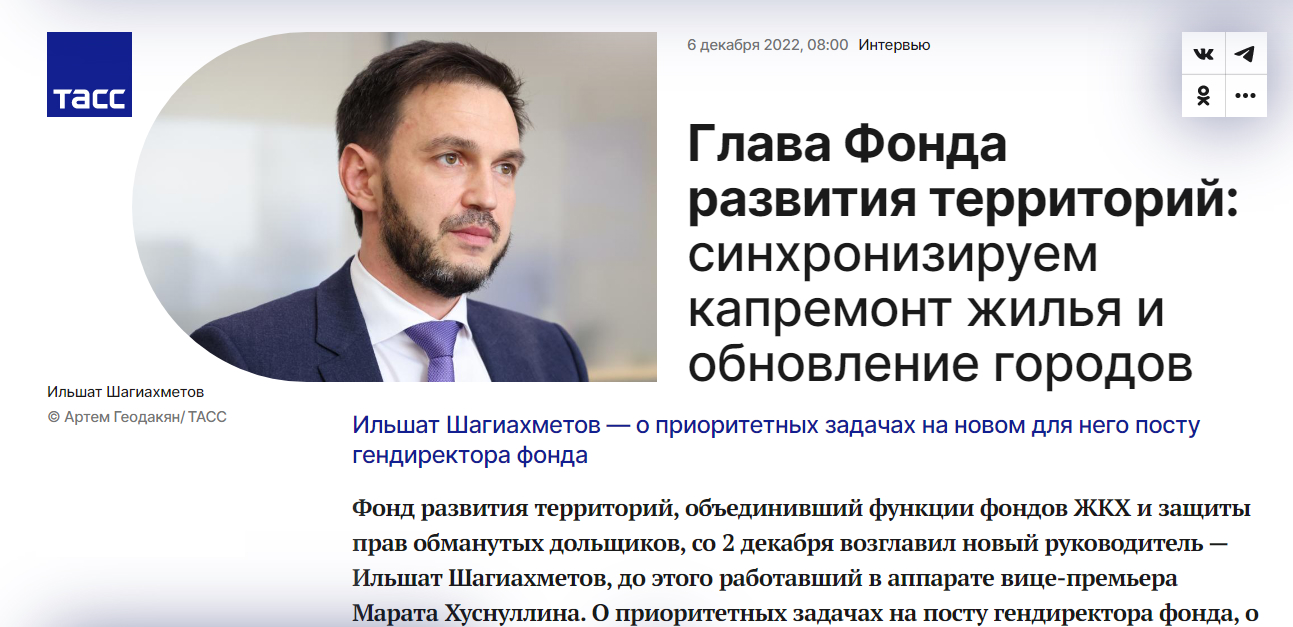 тасс
6 декабря 2022, 08:00 Интервью
Глава Фонда
развития территорий:
синхронизируем
капремонт жилья и
обновление городов
Ильшат Шагиахметов
© Артем Геодакян/ ТАСС
Ильшат Шагиахметов — о приоритетных задачах на новом для него посту
гендиректора фонда
Фонд развития территорий, объединивший функции фондов ЖКХ и защиты
прав обманутых дольщиков, со 2 декабря возглавил новый руководитель —
Ильшат Шагиахметов, до этого работавший в аппарате вице-премьера
Марата Хуснуллина. О приоритетных задачах на посту гендиректора фонда, о